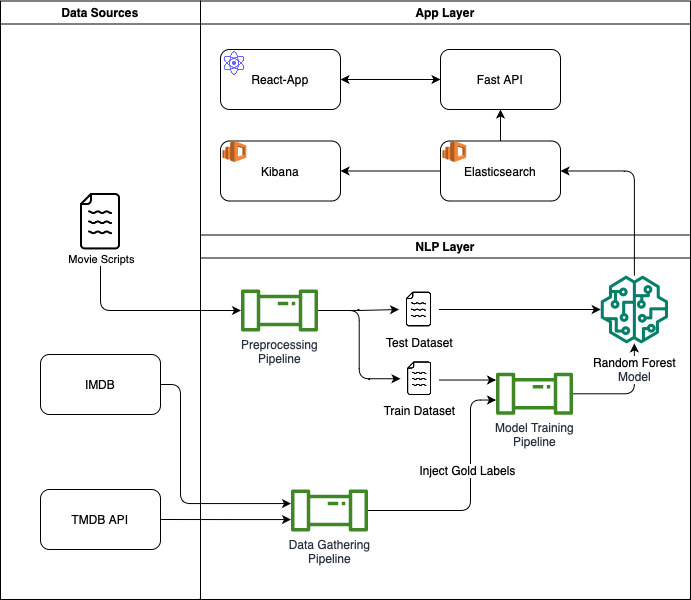 Data Sources
App Layer
React-App
Fast API
Kibana
Elasticsearch
Movie Scripts
NLP Layer
Preprocessing
Pipeline
Test Dataset
Random Forest
Model
IMDB
Train Dataset
Model Training
Pipeline
Inject Gold Labels
TMDB API
Data Gathering
Pipeline